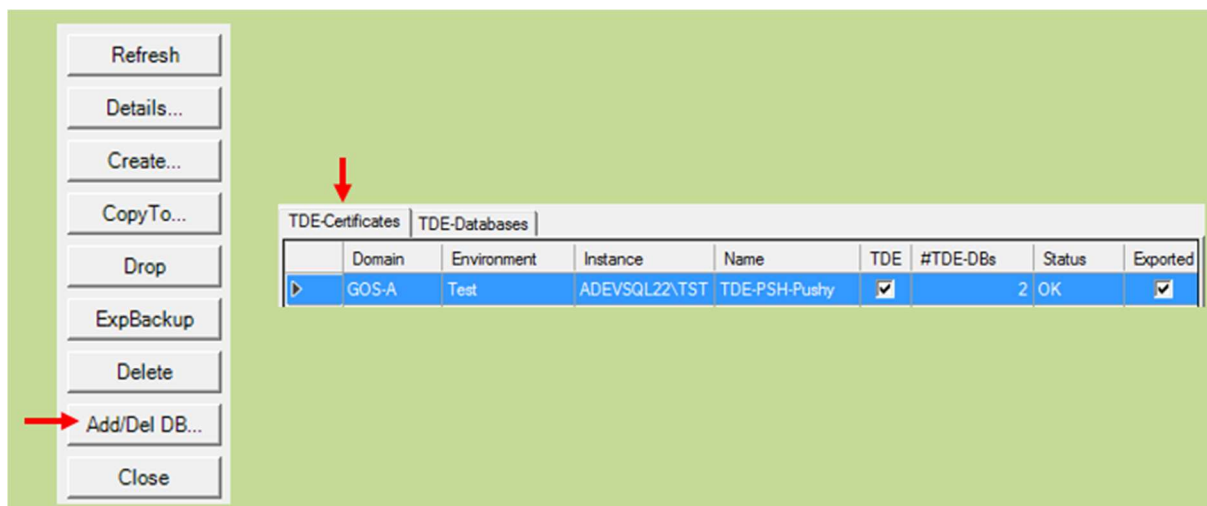 Refresh
Details...
Create...
CopyTo...
Drop
ExpBackup
Delete
Add/Del DB...
Close
TDE-Certificates TDE-Databases
Domain Environment Instance Name TDE #TDE-DBs Status Exported
GOS-A Test ADEVSQL22\TST TDE-PSH-Pushy 2 OK